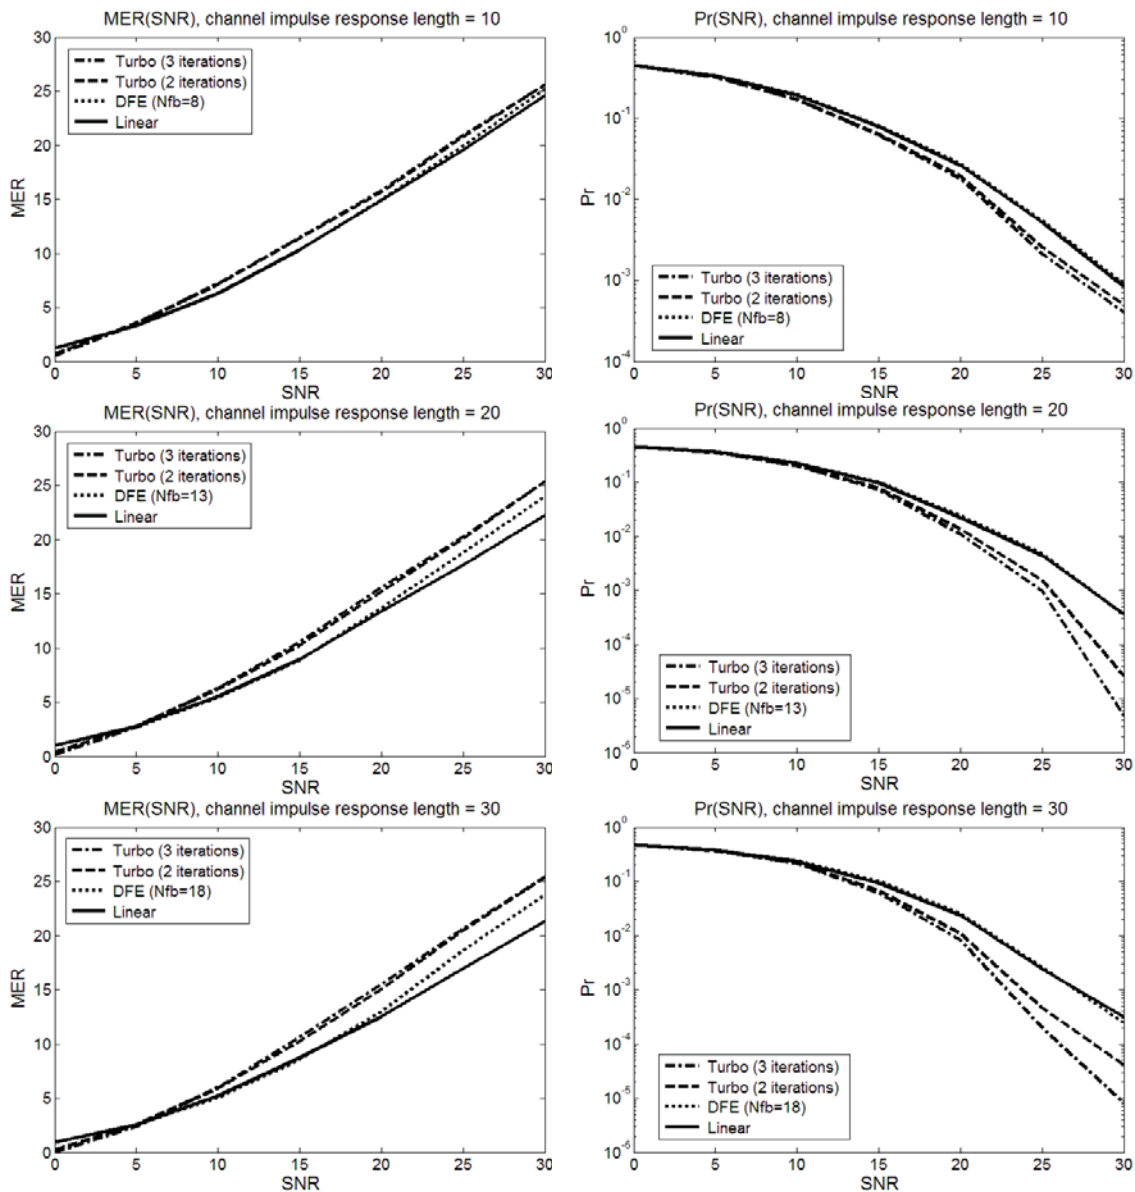 MER(SNR), channel impulse response length = 10
30
25
20
15
10
5
0
MER
Turbo (3 iterations)
Turbo (2 iterations)
DFE (Nfb=8)
Linear
0 5 10 15 20 25 30
SNR
Pr(SNR), channel impulse response length = 10
10^0
10^-1
10^-2
10^-3
10^-4
Pr
Turbo (3 iterations)
Turbo (2 iterations)
DFE (Nfb=8)
Linear
0 5 10 15 20 25 30
SNR
MER(SNR), channel impulse response length = 20
30
25
20
15
10
5
0
MER
Turbo (3 iterations)
Turbo (2 iterations)
DFE (Nfb=13)
Linear
0 5 10 15 20 25 30
SNR
Pr(SNR), channel impulse response length = 20
10^0
10^-1
10^-2
10^-3
10^-4
10^-5
10^-6
Pr
Turbo (3 iterations)
Turbo (2 iterations)
DFE (Nfb=13)
Linear
0 5 10 15 20 25 30
SNR
MER(SNR), channel impulse response length = 30
30
25
20
15
10
5
0
MER
Turbo (3 iterations)
Turbo (2 iterations)
DFE (Nfb=18)
Linear
0 5 10 15 20 25 30
SNR
Pr(SNR), channel impulse response length = 30
10^0
10^-1
10^-2
10^-3
10^-4
10^-5
10^-6
Pr
Turbo (3 iterations)
Turbo (2 iterations)
DFE (Nfb=18)
Linear
0 5 10 15 20 25 30
SNR